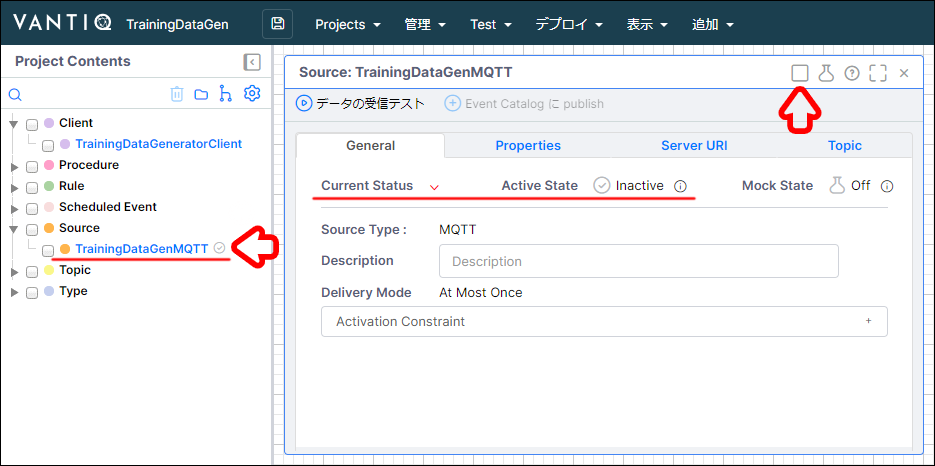 VANTIQ TrainingDataGen Projects 管理 Test デプロイ 表示 追加
Project Contents
Client
TrainingDataGeneratorClient
Procedure
Rule
Scheduled Event
Source
TrainingDataGenMQTT
Topic
Type
Source: TrainingDataGenMQTT
データの受信テスト Event Catalog に publish
General Properties Server URI Topic
Current Status Active State Inactive Mock State Off
Source Type : MQTT
Description Description
Delivery Mode At Most Once
Activation Constraint +